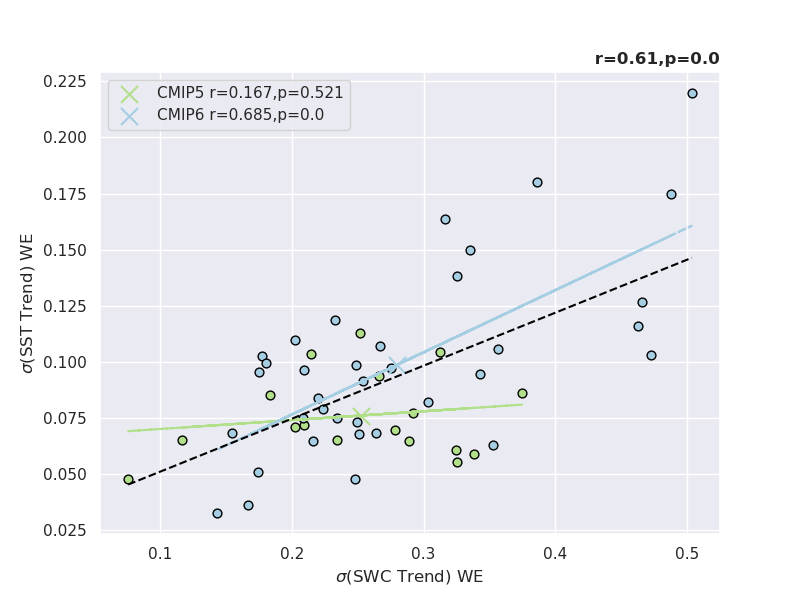 r=0.61,p=0.0
CMIP5 r=0.167,p=0.521
CMIP6 r=0.685,p=0.0
0.225
0.200
0.175
0.150
0.125
0.100
0.075
0.050
0.025
σ(SST Trend) WE
0.1 0.2 0.3 0.4 0.5
σ(SWC Trend) WE